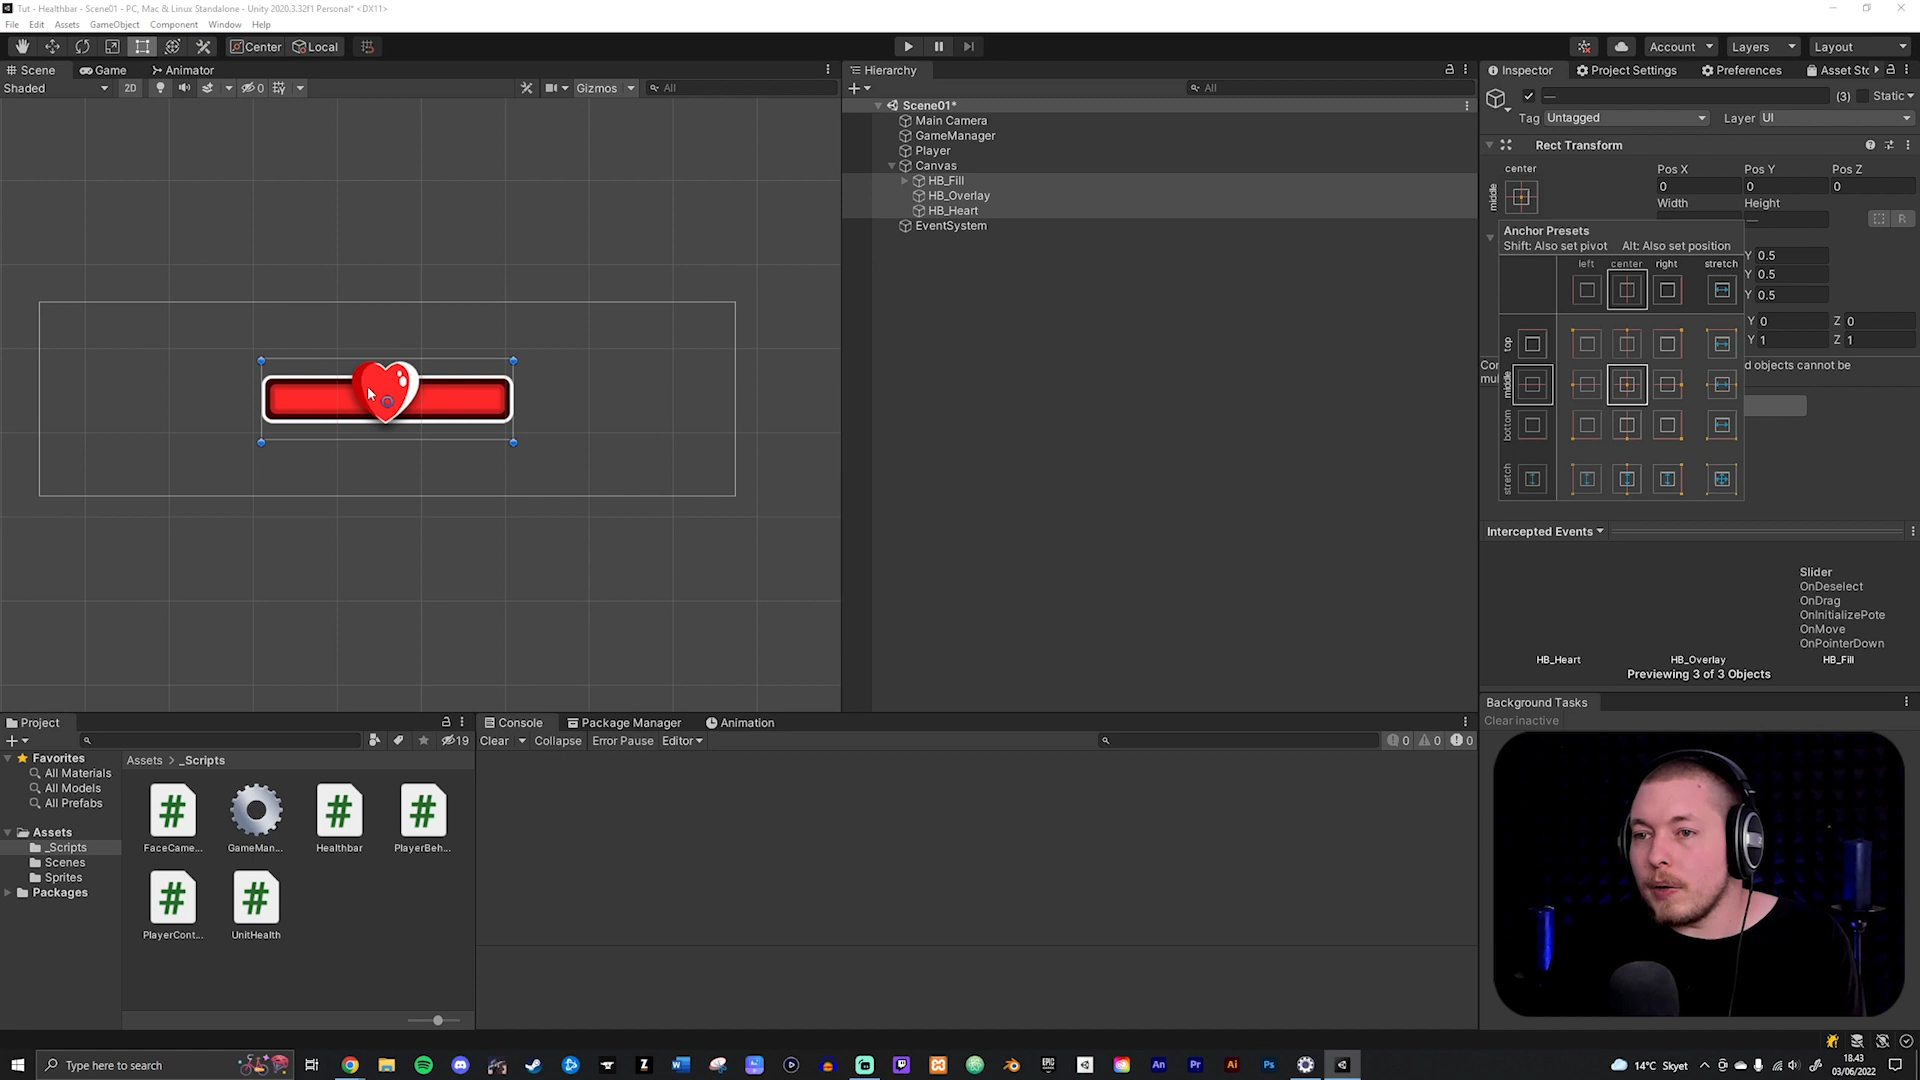 Tut - Healthbar - Scene01 - PC, Mac & Linux Standalone - Unity 2020.3.32f1 Personal* <DX11>
File Edit Assets GameObject Component Window Help
Center Local
Account Layers Layout
Scene Game Animator
Shaded 2D 0 Gizmos All
Hierarchy
All
Scene01*
Main Camera
GameManager
Player
Canvas
HB_Fill
HB_Overlay
HB_Heart
EventSystem
Inspector Project Settings Preferences Asset Sto
— (3) Static
Tag Untagged Layer UI
Rect Transform
center
middle
Pos X Pos Y Pos Z
0 0 0
Width Height
— R
Anchor Presets
Shift: Also set pivot Alt: Also set position
left center right stretch
top
middle
bottom
stretch
Y 0.5
Y 0.5
Y 0.5
Y 0 Z 0
Y 1 Z 1
d objects cannot be
Intercepted Events
Slider
OnDeselect
OnDrag
OnInitializePote
OnMove
OnPointerDown
HB_Heart HB_Overlay HB_Fill
Previewing 3 of 3 Objects
Background Tasks
Clear inactive
Project
19
Favorites
All Materials
All Models
All Prefabs
Assets
_Scripts
Scenes
Sprites
Packages
Assets > _Scripts
FaceCame...
GameMan...
Healthbar
PlayerBeh...
PlayerCont...
UnitHealth
Console Package Manager Animation
Clear Collapse Error Pause Editor
0 0 0
Type here to search
14°C Skyet
18.43
03/06/2022